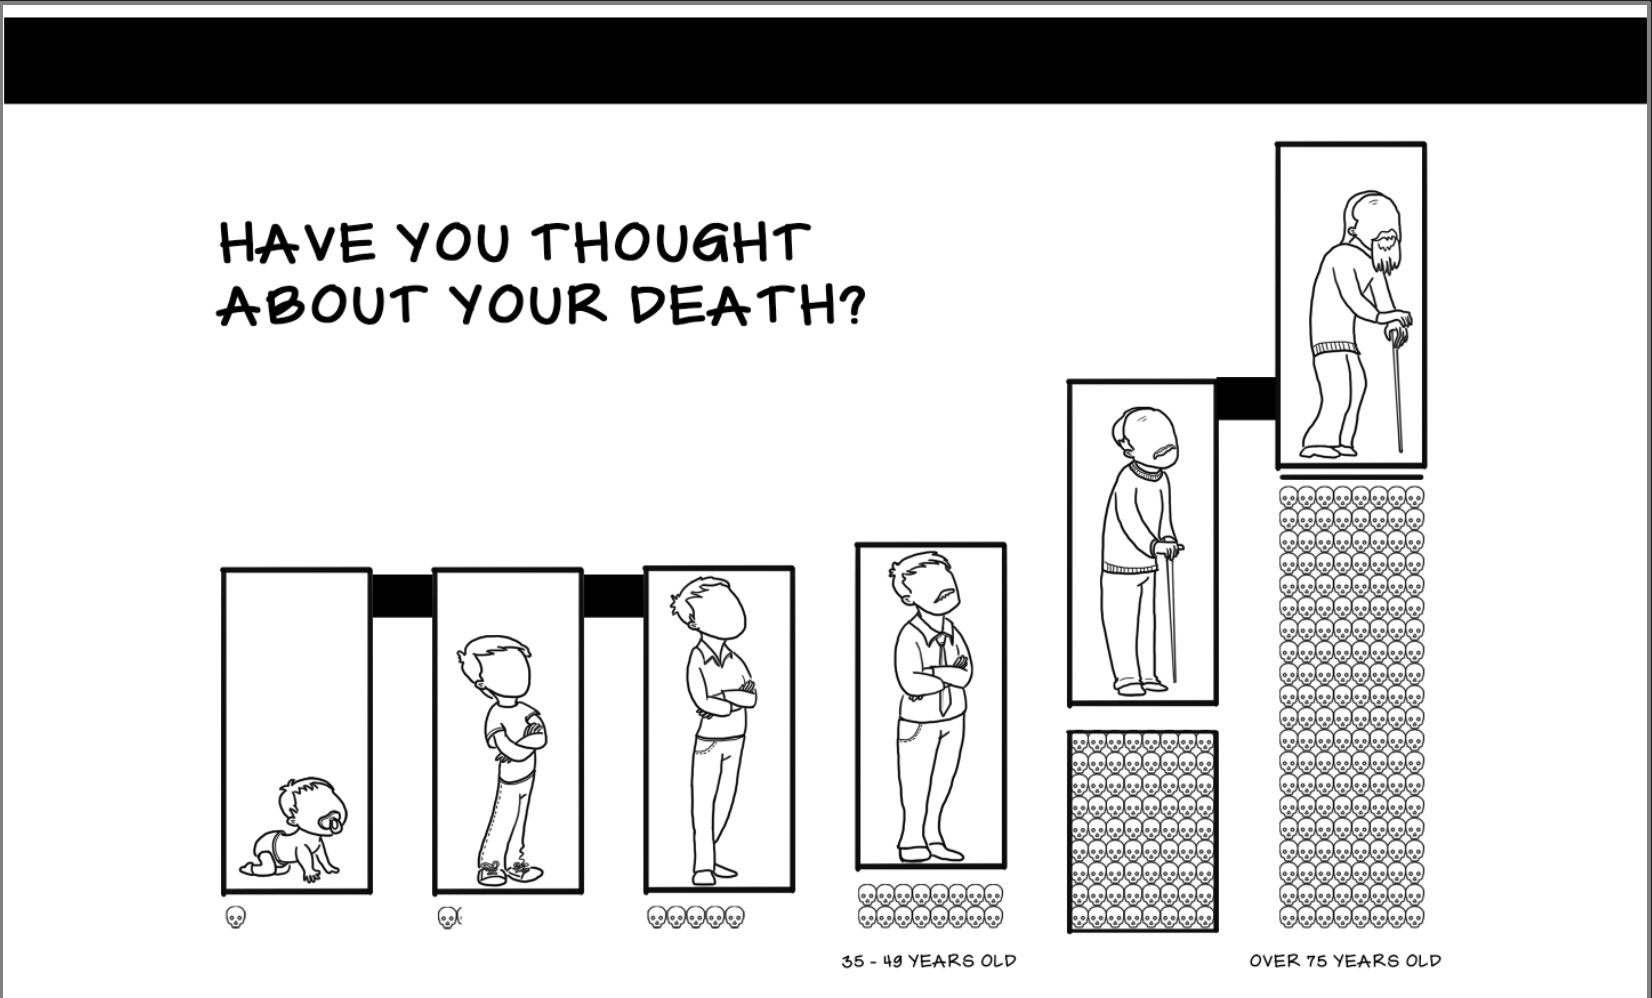 HAVE YOU THOUGHT
ABOUT YOUR DEATH?
35 - 49 YEARS OLD
OVER 75 YEARS OLD